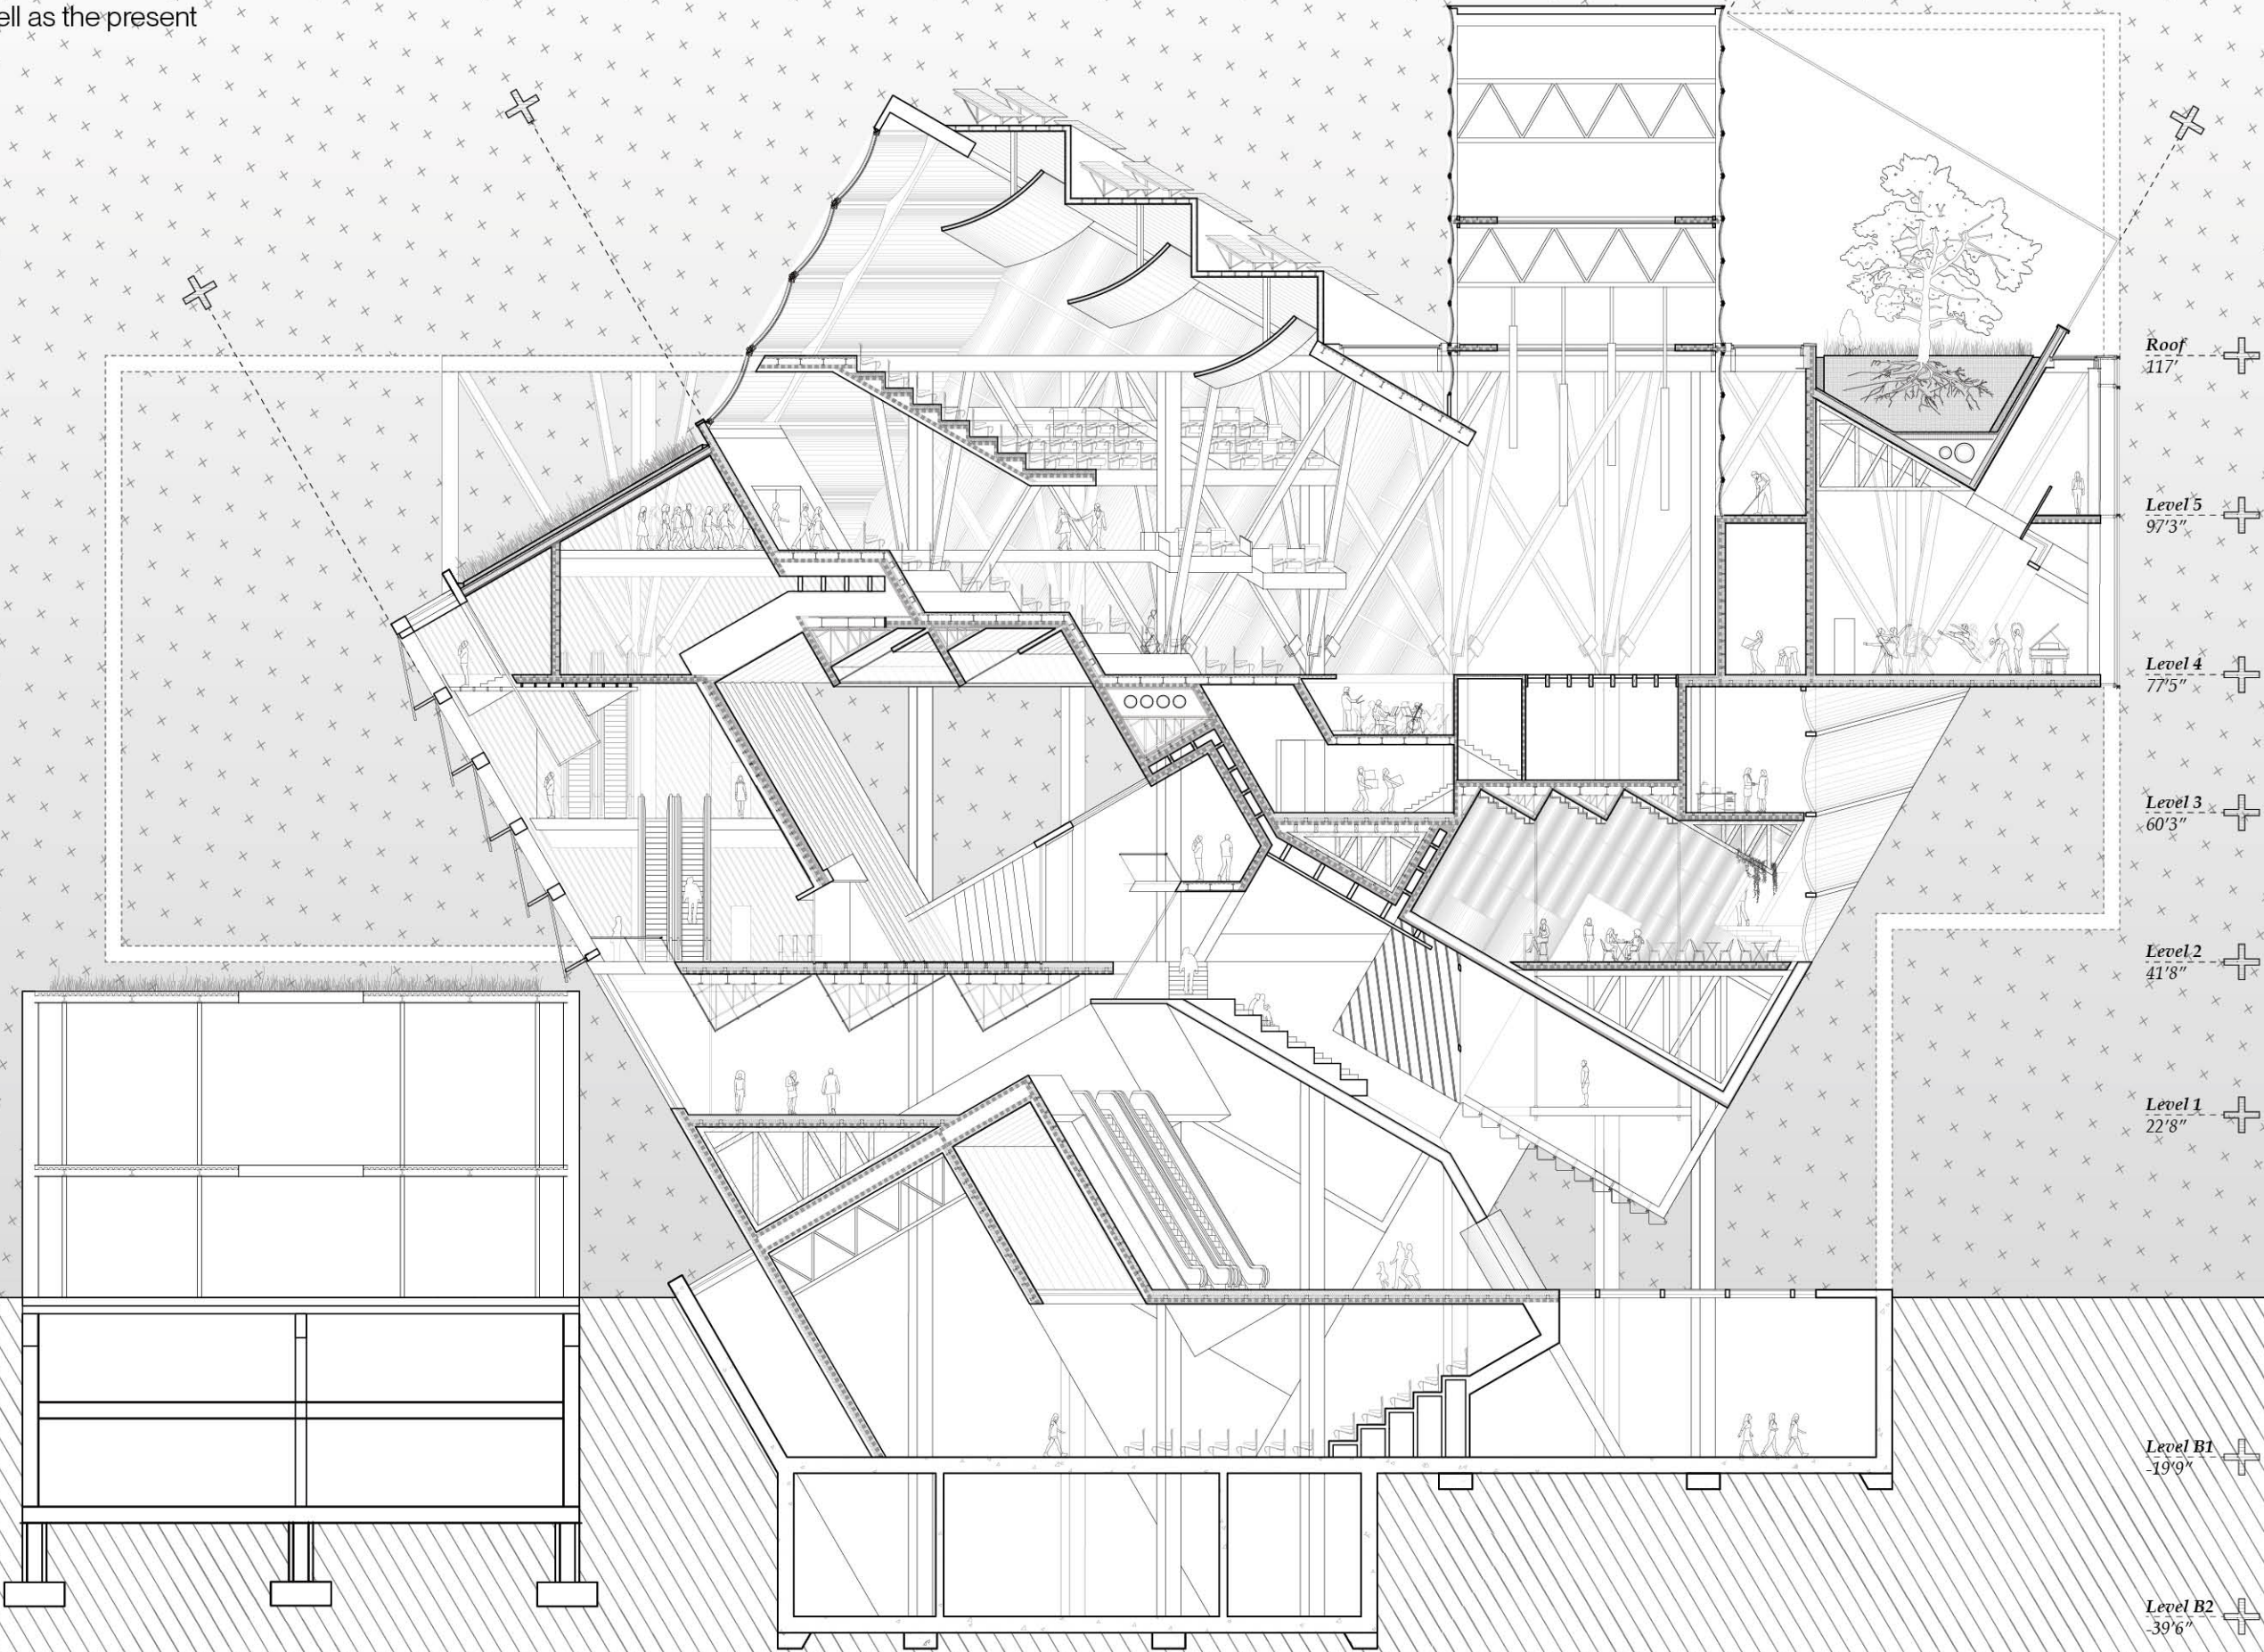 ell as the present
Roof
117'
Level 5
97'3"
Level 4
77'5"
Level 3
60'3"
Level 2
41'8"
Level 1
22'8"
Level B1
-19'9"
Level B2
-39'6"